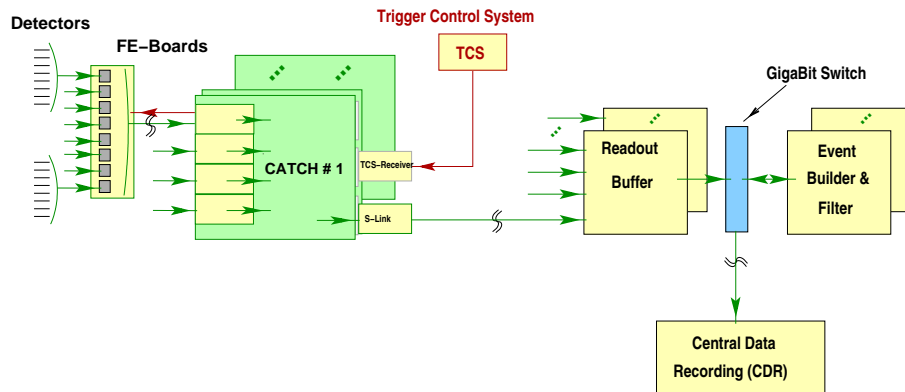 Trigger Control System
Detectors
FE–Boards
TCS
GigaBit Switch
Readout
Buffer
Event
Builder &
Filter
CATCH # 1
TCS–Receiver
S–Link
Central Data
Recording (CDR)